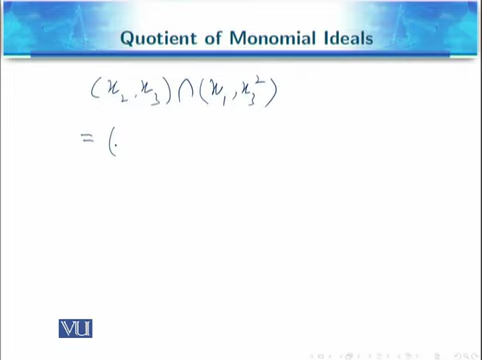 Quotient of Monomial Ideals
(x₂, x₃) ∩ (x₁, x₃²)
= (
VU